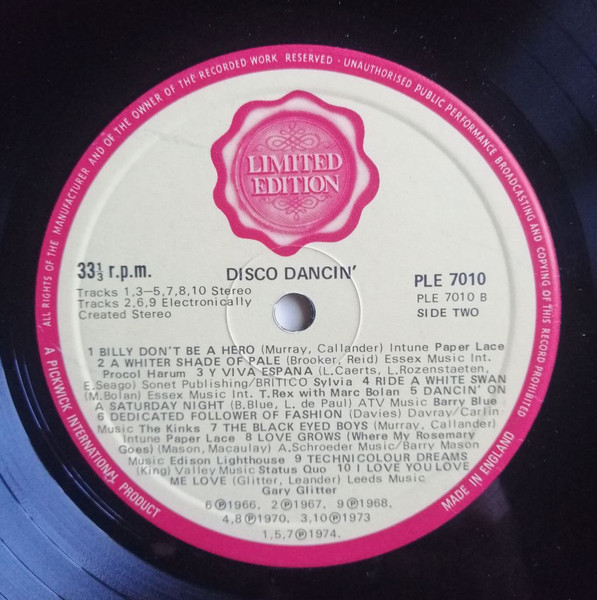 ALL RIGHTS OF THE MANUFACTURER AND OF THE OWNER OF THE RECORDED WORK RESERVED · UNAUTHORISED PUBLIC PERFORMANCE BROADCASTING AND COPYING OF THIS RECORD PROHIBITED
LIMITED
EDITION
33⅓ r.p.m.
DISCO DANCIN'
PLE 7010
PLE 7010 B
SIDE TWO
Tracks 1,3–5,7,8,10 Stereo
Tracks 2,6,9 Electronically
Created Stereo
1 BILLY DON'T BE A HERO (Murray, Callander) Intune Paper Lace
2 A WHITER SHADE OF PALE (Brooker, Reid) Essex Music Int.
Procol Harum 3 Y VIVA ESPANA (L.Caerts, L.Rozenstaeten,
E.Seago) Sonet Publishing/BRITICO Sylvia 4 RIDE A WHITE SWAN
(M.Bolan) Essex Music Int. T.Rex with Marc Bolan 5 DANCIN' ON
A SATURDAY NIGHT (B.Blue, L. de Paul) ATV Music Barry Blue
6 DEDICATED FOLLOWER OF FASHION (Davies) Davray/Carlin
Music The Kinks 7 THE BLACK EYED BOYS (Murray, Callander)
Intune Paper Lace 8 LOVE GROWS (Where My Rosemary
Goes) (Mason, Macaulay) A.Schroeder Music/Barry Mason
Music Edison Lighthouse 9 TECHNICOLOUR DREAMS
(King) Valley Music Status Quo 10 I LOVE YOU LOVE
ME LOVE (Glitter, Leander) Leeds Music
Gary Glitter
6 ℗1966. 2 ℗1967. 9 ℗1968.
4,8 ℗1970. 3,10 ℗1973
1,5,7 ℗1974.
A PICKWICK INTERNATIONAL PRODUCT
MADE IN ENGLAND